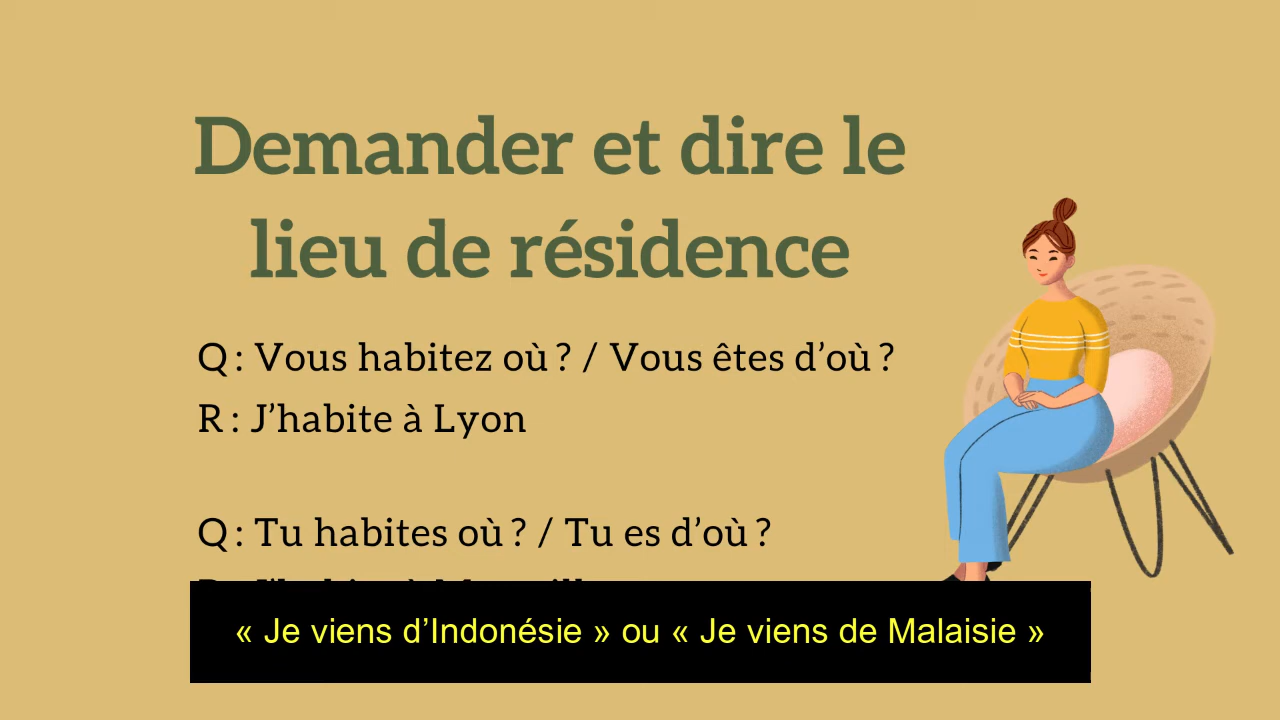 Demander et dire le
lieu de résidence
Q : Vous habitez où ? / Vous êtes d’où ?
R : J’habite à Lyon
Q : Tu habites où ? / Tu es d’où ?
« Je viens d’Indonésie » ou « Je viens de Malaisie »